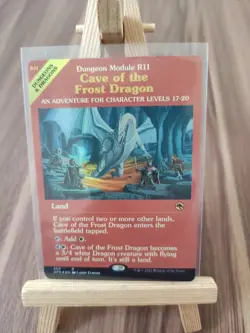 DUNGEONS
& DRAGONS
Dungeon Module R11
Cave of the
Frost Dragon
AN ADVENTURE FOR CHARACTER LEVELS 17-20
Land
If you control two or more other lands,
Cave of the Frost Dragon enters the
battlefield tapped.
: Add
: Cave of the Frost Dragon becomes
a 3/4 white Dragon creature with flying
until end of turn. It's still a land.